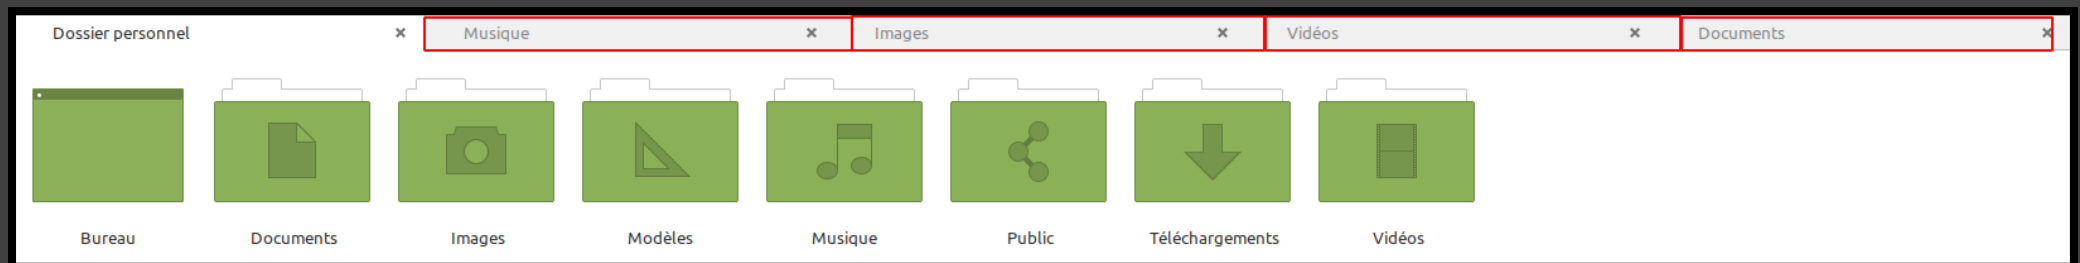 Dossier personnel Musique Images Vidéos Documents
Bureau Documents Images Modèles Musique Public Téléchargements Vidéos